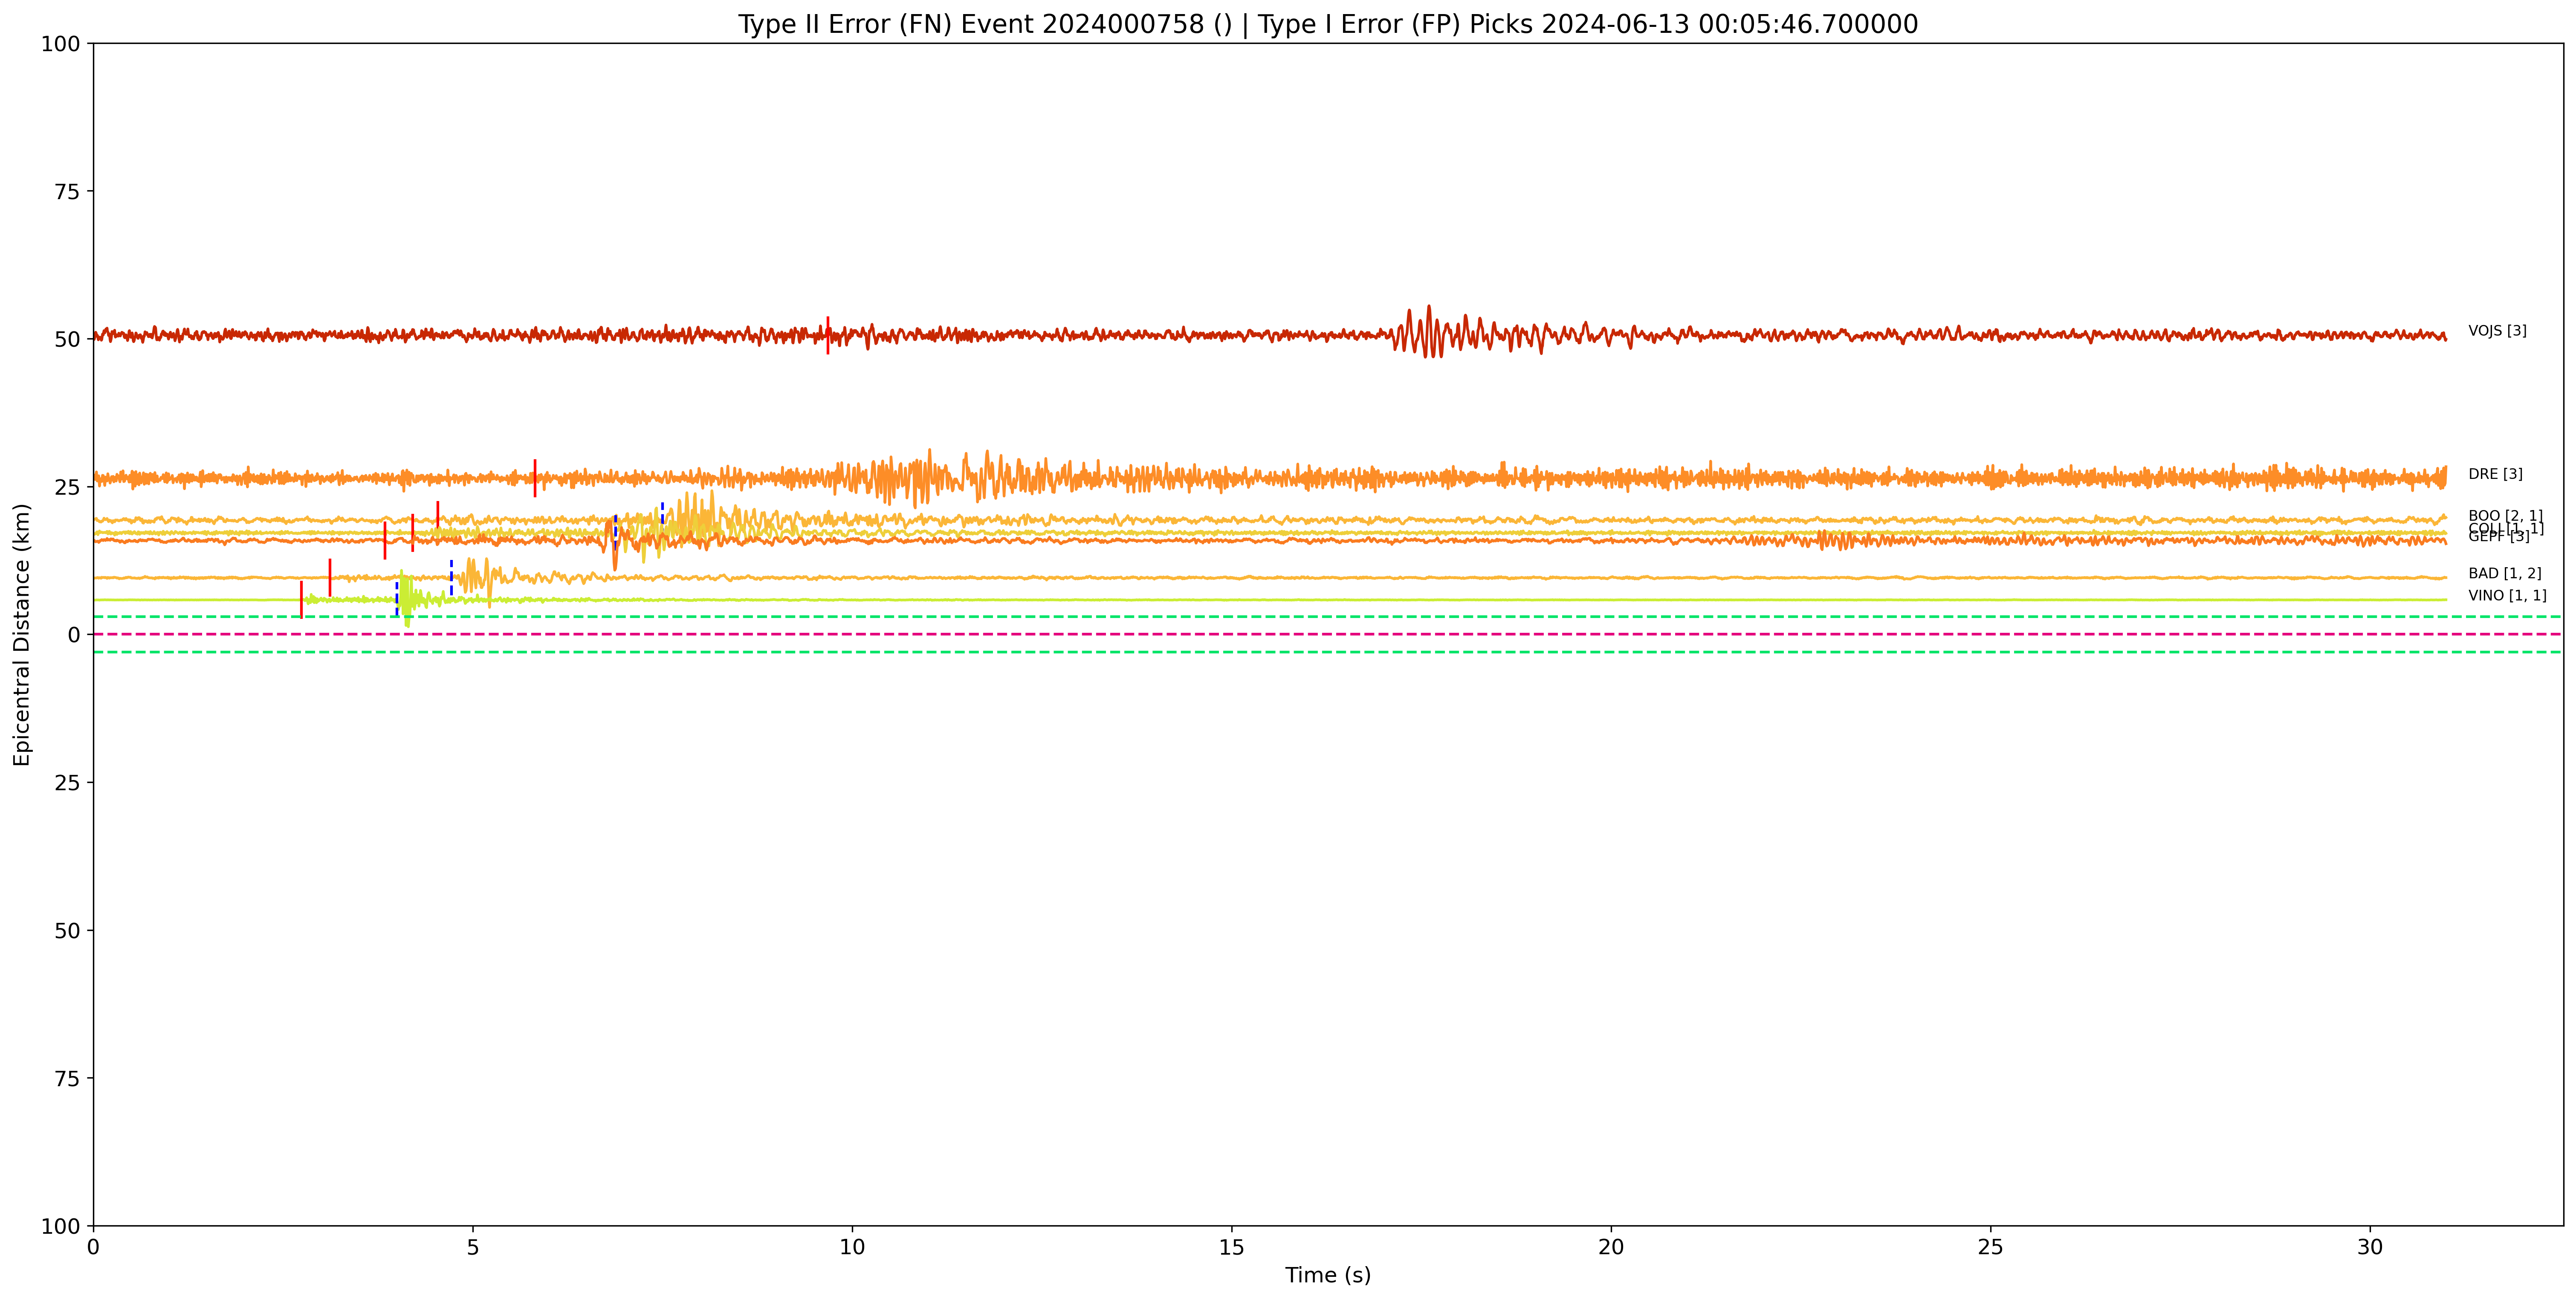 Type II Error (FN) Event 2024000758 () | Type I Error (FP) Picks 2024-06-13 00:05:46.700000
100
75
50
25
0
25
50
75
100
Epicentral Distance (km)
VOJS [3]
DRE [3]
BOO [2, 1]
GEPF [3]
BAD [1, 2]
VINO [1, 1]
0
5
10
15
20
25
30
Time (s)